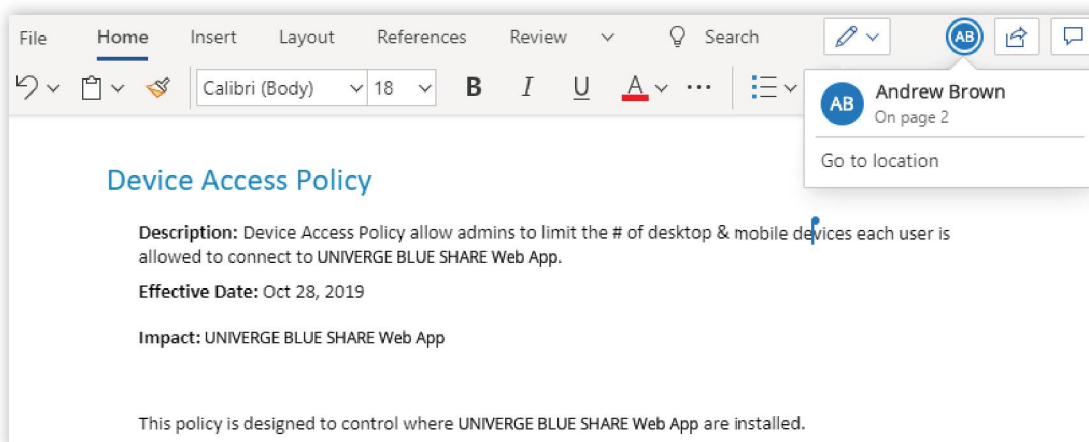 File Home Insert Layout References Review Search AB
Calibri (Body) 18 B I U A ...
AB Andrew Brown
On page 2
Go to location
Device Access Policy
Description: Device Access Policy allow admins to limit the # of desktop & mobile devices each user is
allowed to connect to UNIVERGE BLUE SHARE Web App.
Effective Date: Oct 28, 2019
Impact: UNIVERGE BLUE SHARE Web App
This policy is designed to control where UNIVERGE BLUE SHARE Web App are installed.